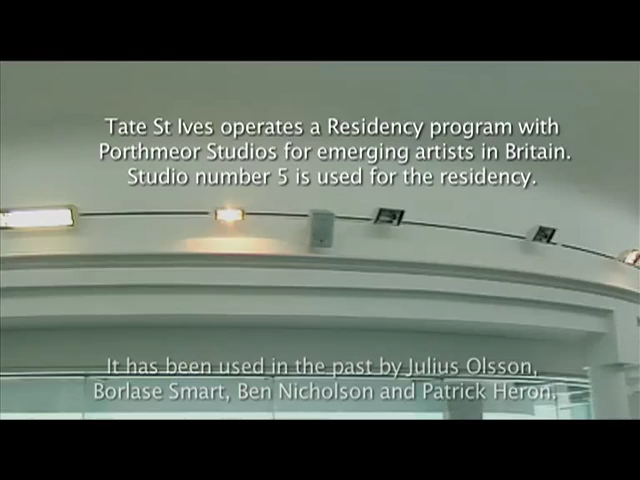 Tate St Ives operates a Residency program with
Porthmeor Studios for emerging artists in Britain.
Studio number 5 is used for the residency.
It has been used in the past by Julius Olsson,
Borlase Smart, Ben Nicholson and Patrick Heron.